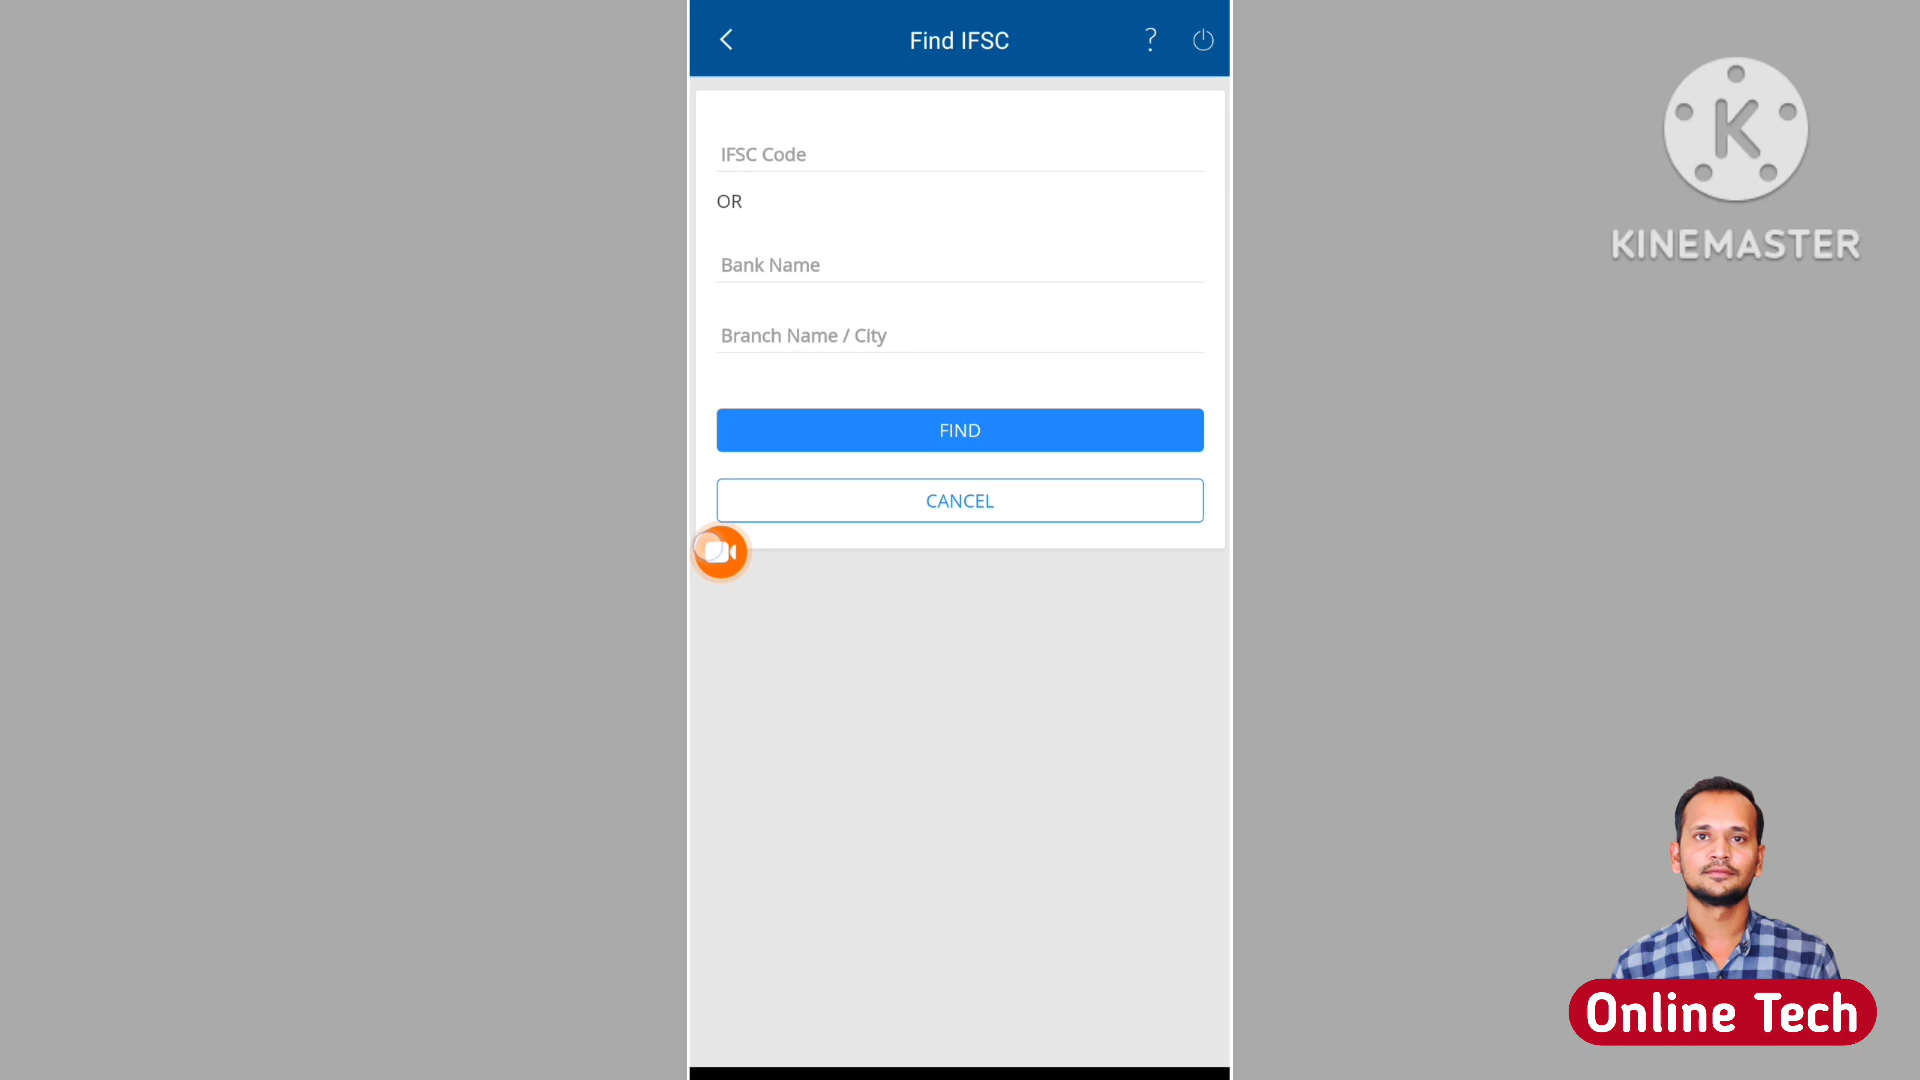 Find IFSC
?
IFSC Code
OR
Bank Name
Branch Name / City
FIND
CANCEL
K
KINEMASTER
Online Tech